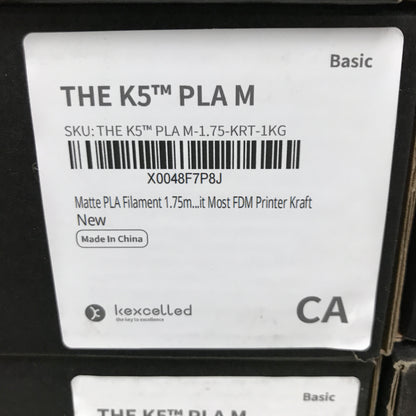 Basic
THE K5™ PLA M
SKU: THE K5™ PLA M-1.75-KRT-1KG
X0048F7P8J
Matte PLA Filament 1.75m...it Most FDM Printer Kraft
New
Made In China
kexcelled
the key to excellence
CA
Basic
THE K5™ PLA M